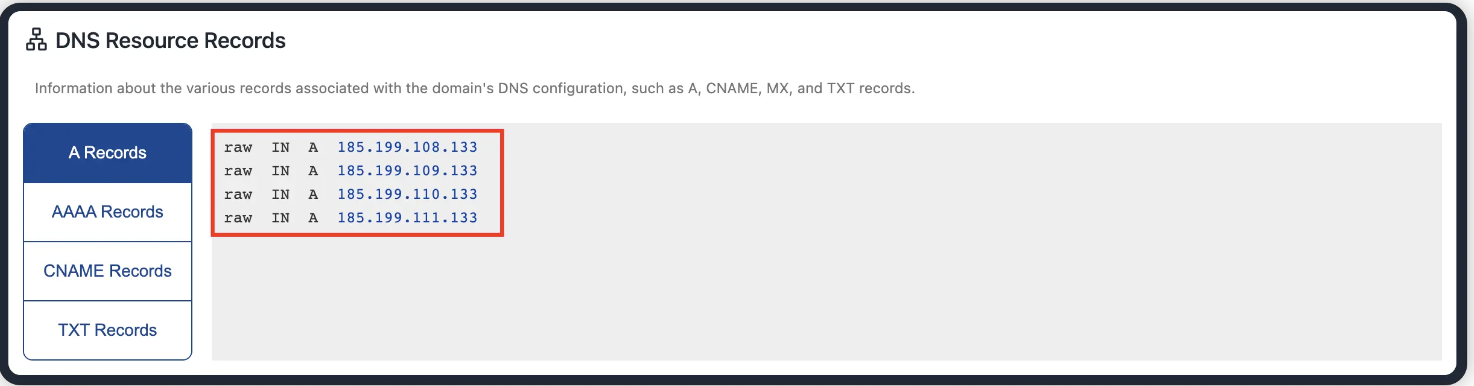 DNS Resource Records
Information about the various records associated with the domain's DNS configuration, such as A, CNAME, MX, and TXT records.
A Records
AAAA Records
CNAME Records
TXT Records
raw IN A 185.199.108.133
raw IN A 185.199.109.133
raw IN A 185.199.110.133
raw IN A 185.199.111.133